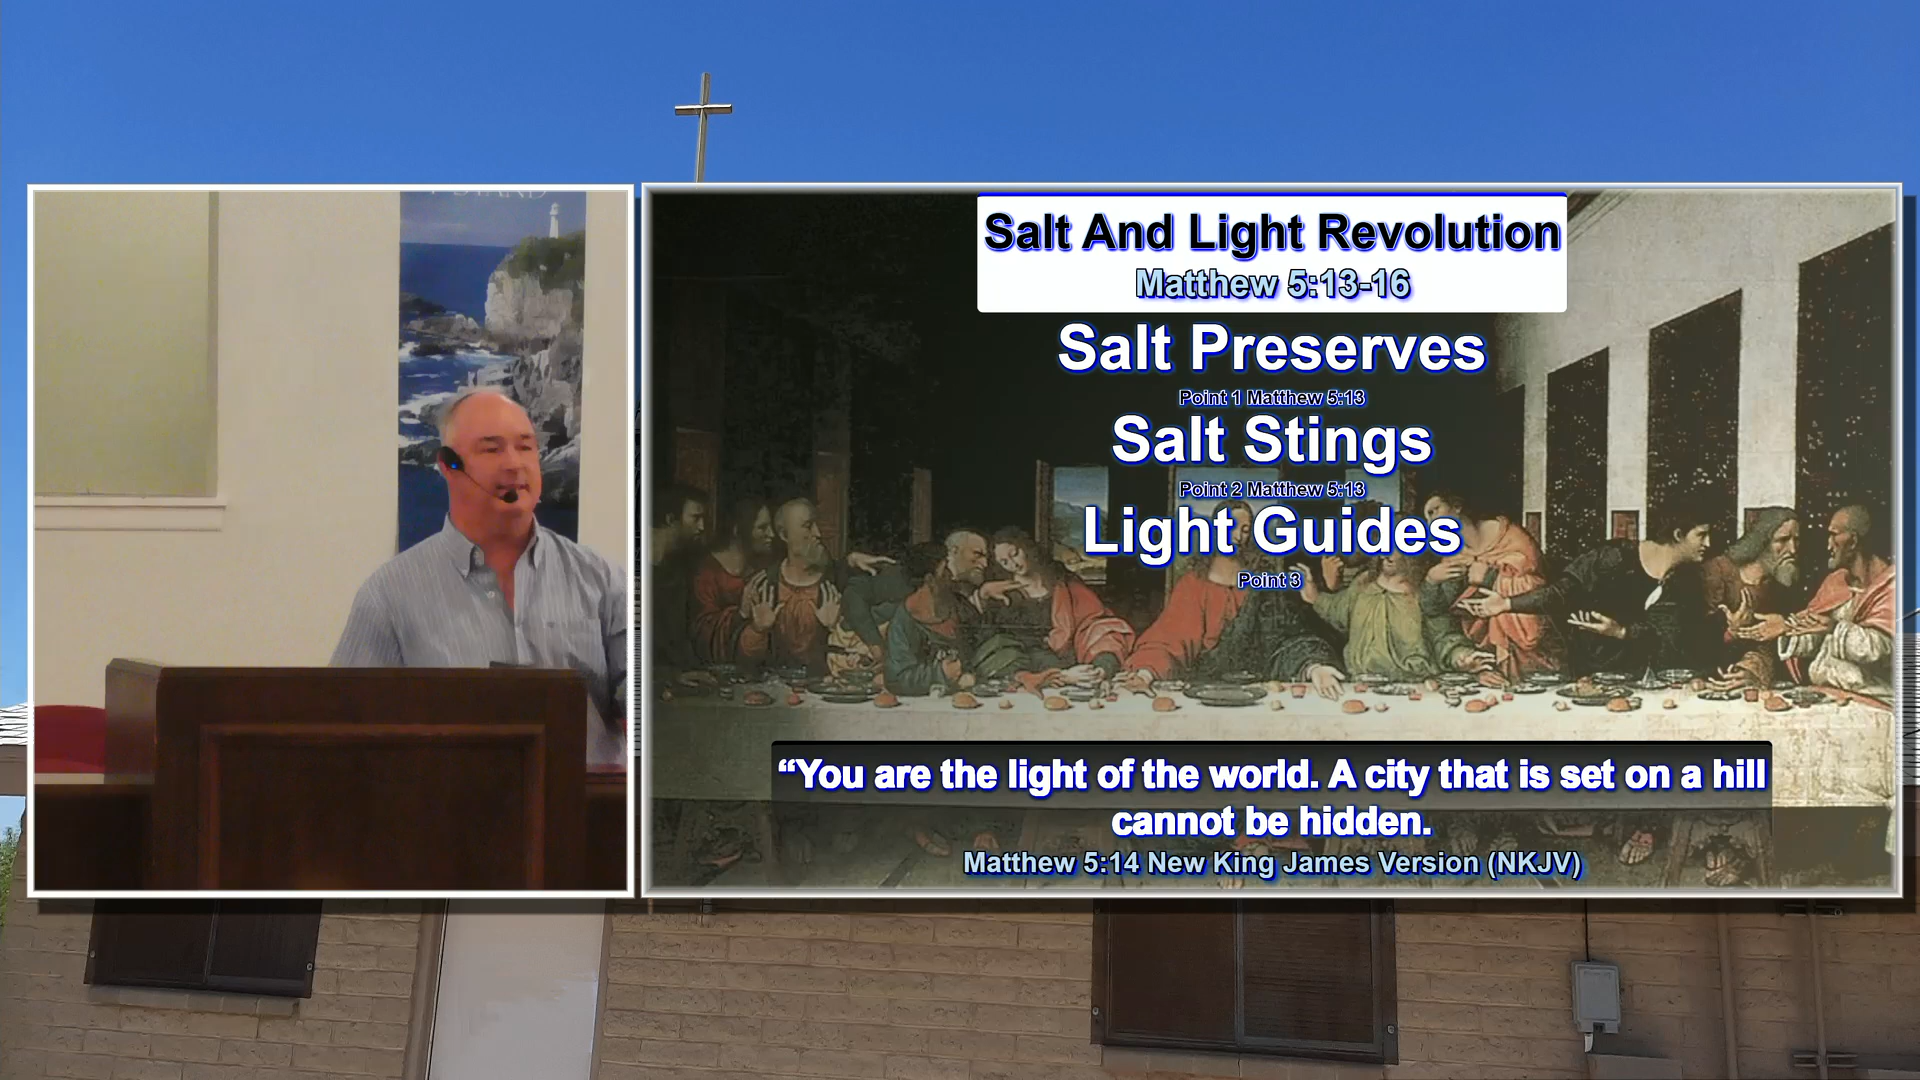 Salt And Light Revolution
Matthew 5:13-16
Salt Preserves
Point 1 Matthew 5:13
Salt Stings
Point 2 Matthew 5:13
Light Guides
Point 3
“You are the light of the world. A city that is set on a hill
cannot be hidden.
Matthew 5:14 New King James Version (NKJV)